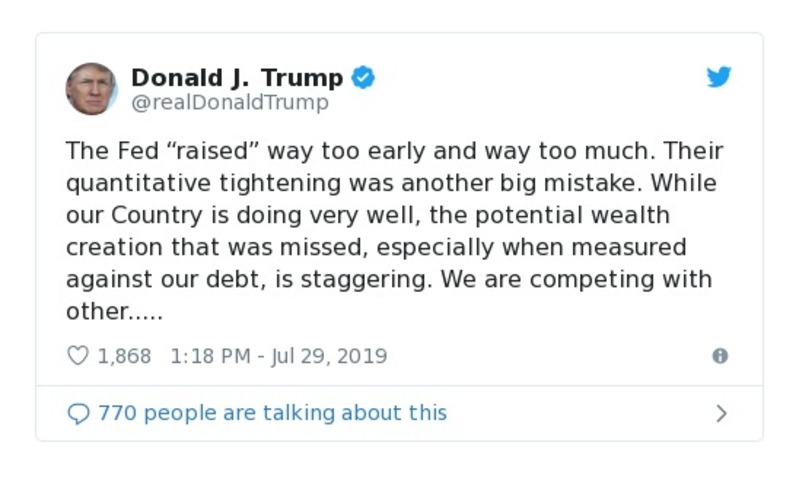 Donald J. Trump
@realDonaldTrump
The Fed “raised” way too early and way too much. Their
quantitative tightening was another big mistake. While
our Country is doing very well, the potential wealth
creation that was missed, especially when measured
against our debt, is staggering. We are competing with
other.....
1,868 1:18 PM - Jul 29, 2019
770 people are talking about this